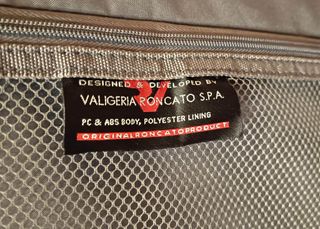 DESIGNED & DEVELOPED BY
VALIGERIA RONCATO S.P.A.
PC & ABS BODY, POLYESTER LINING
ORIGINALRONCATOPRODUCT